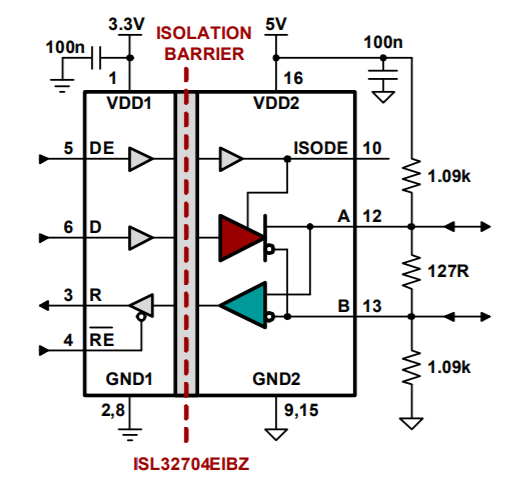 3.3V
ISOLATION
BARRIER
5V
100n
100n
1
16
VDD1
VDD2
5
DE
ISODE
10
1.09k
6
D
A
12
127R
3
R
B
13
4
RE
1.09k
GND1
GND2
2,8
9,15
ISL32704EIBZ